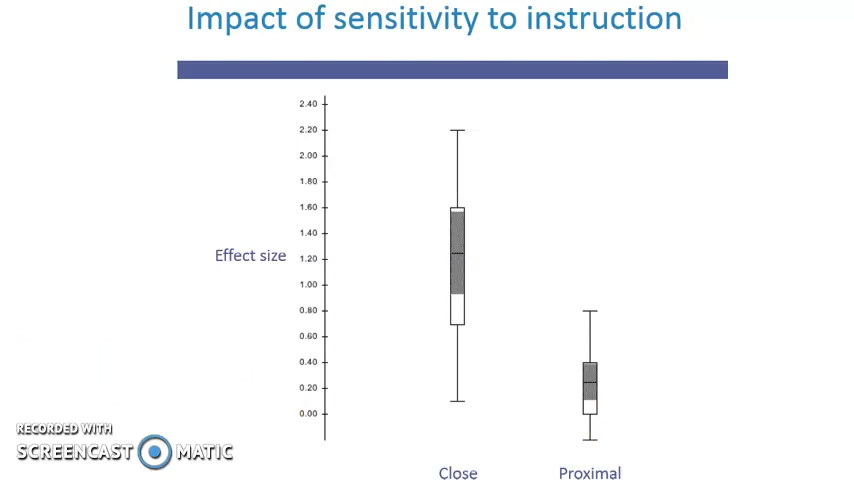 Impact of sensitivity to instruction
2.40
2.20
2.00
1.80
1.60
1.40
Effect size
1.20
1.00
0.80
0.60
0.40
0.20
0.00
RECORDED WITH
SCREENCAST MATIC
Close Proximal